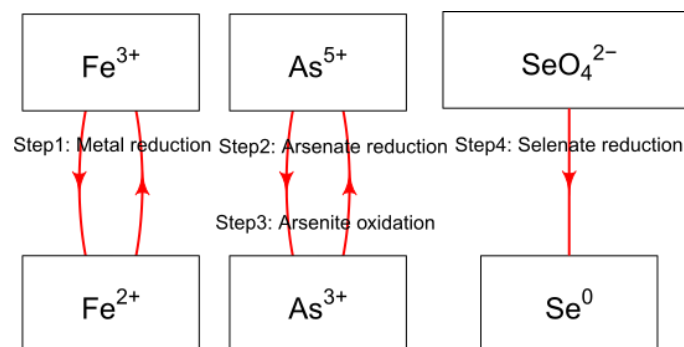 Fe³⁺ As⁵⁺ SeO₄²⁻
Step1: Metal reduction Step2: Arsenate reduction Step4: Selenate reduction
Step3: Arsenite oxidation
Fe²⁺ As³⁺ Se⁰